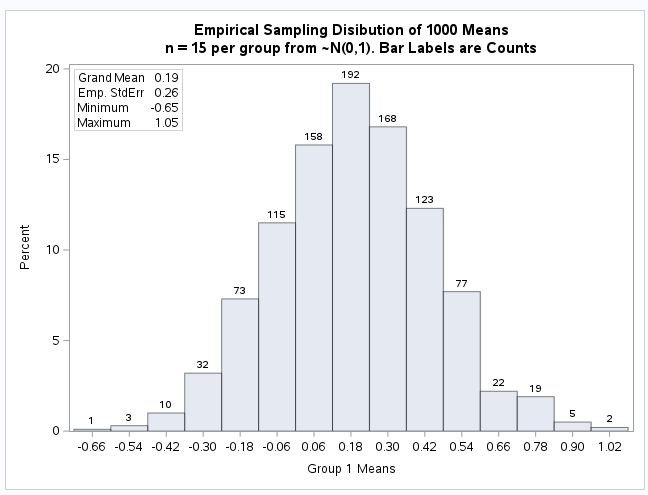 Empirical Sampling Disibution of 1000 Means
n = 15 per group from ~N(0,1). Bar Labels are Counts
Grand Mean 0.19
Emp. StdErr 0.26
Minimum -0.65
Maximum 1.05
20
15
10
5
0
Percent
1
3
10
32
73
115
158
192
168
123
77
22
19
5
2
-0.66 -0.54 -0.42 -0.30 -0.18 -0.06 0.06 0.18 0.30 0.42 0.54 0.66 0.78 0.90 1.02
Group 1 Means